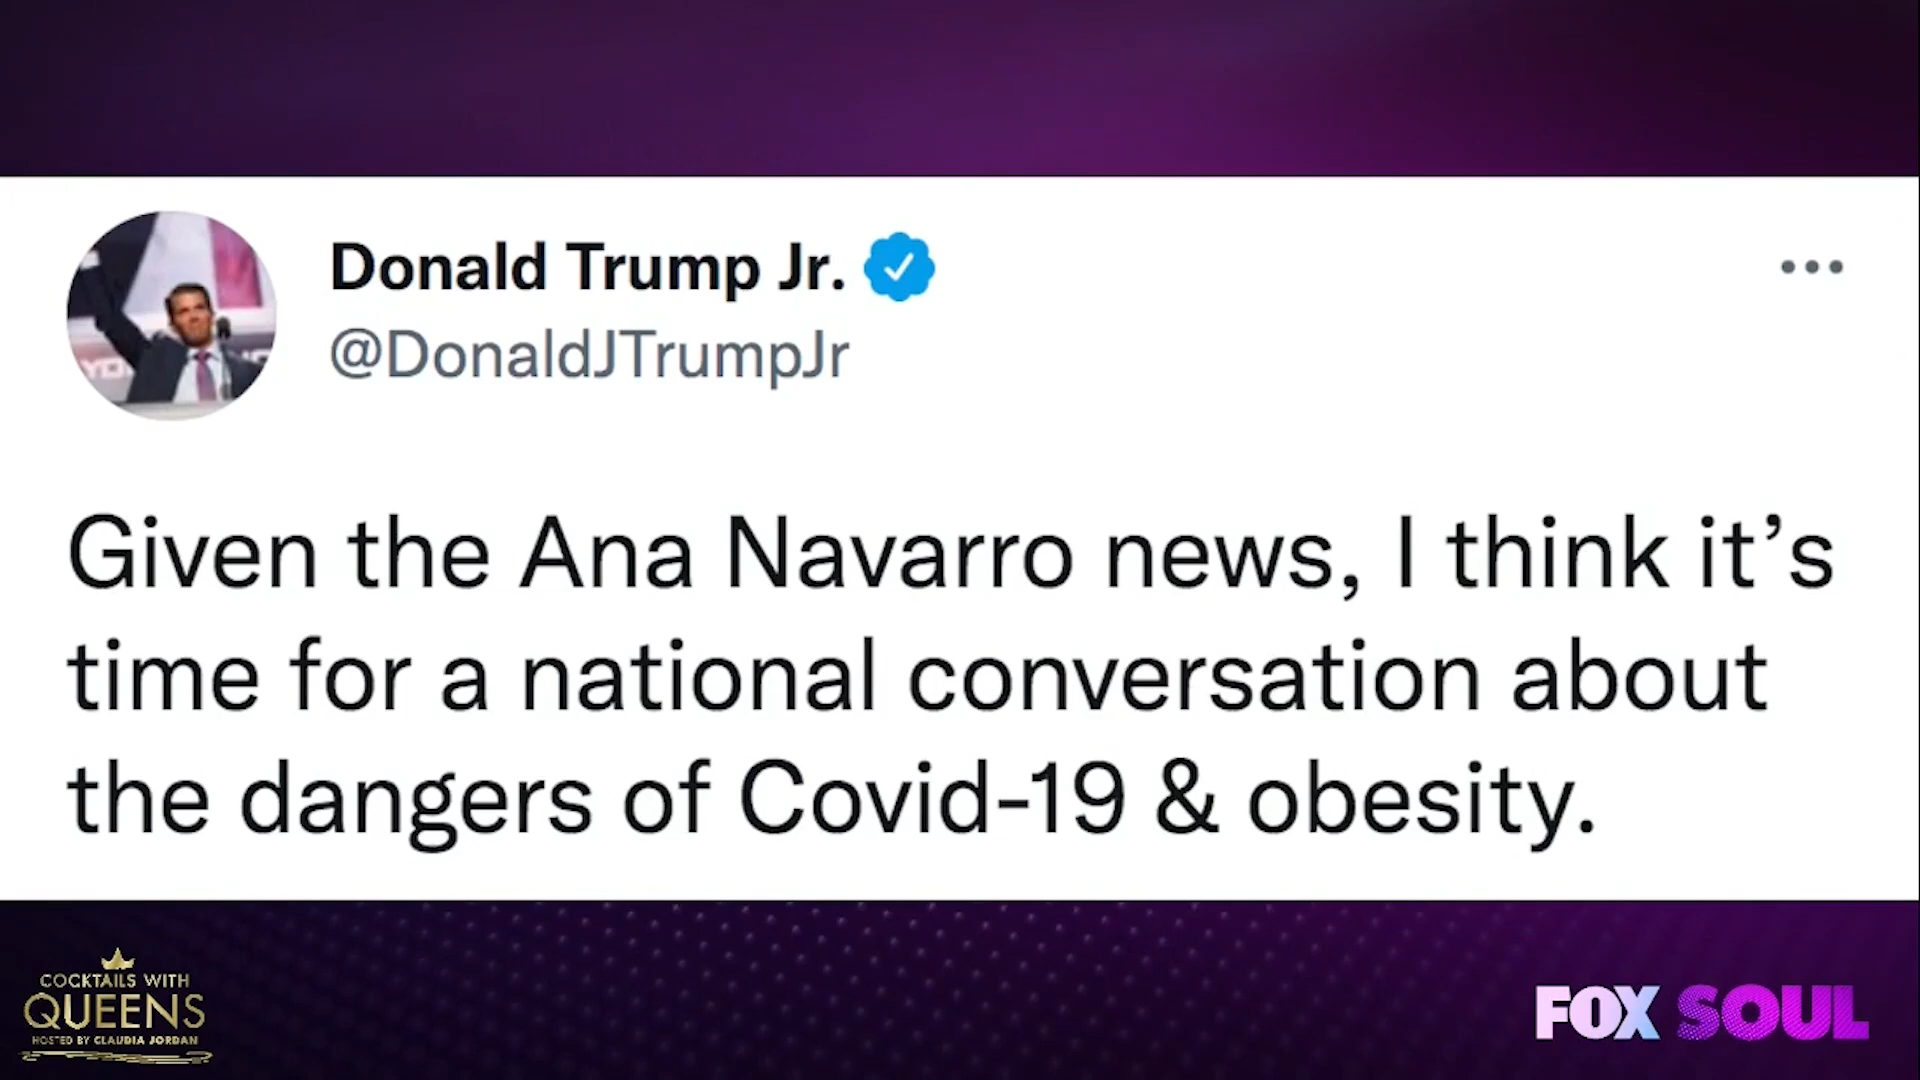 Donald Trump Jr.
@DonaldJTrumpJr
Given the Ana Navarro news, I think it’s
time for a national conversation about
the dangers of Covid-19 & obesity.
COCKTAILS WITH
QUEENS
HOSTED BY CLAUDIA JORDAN
FOX SOUL